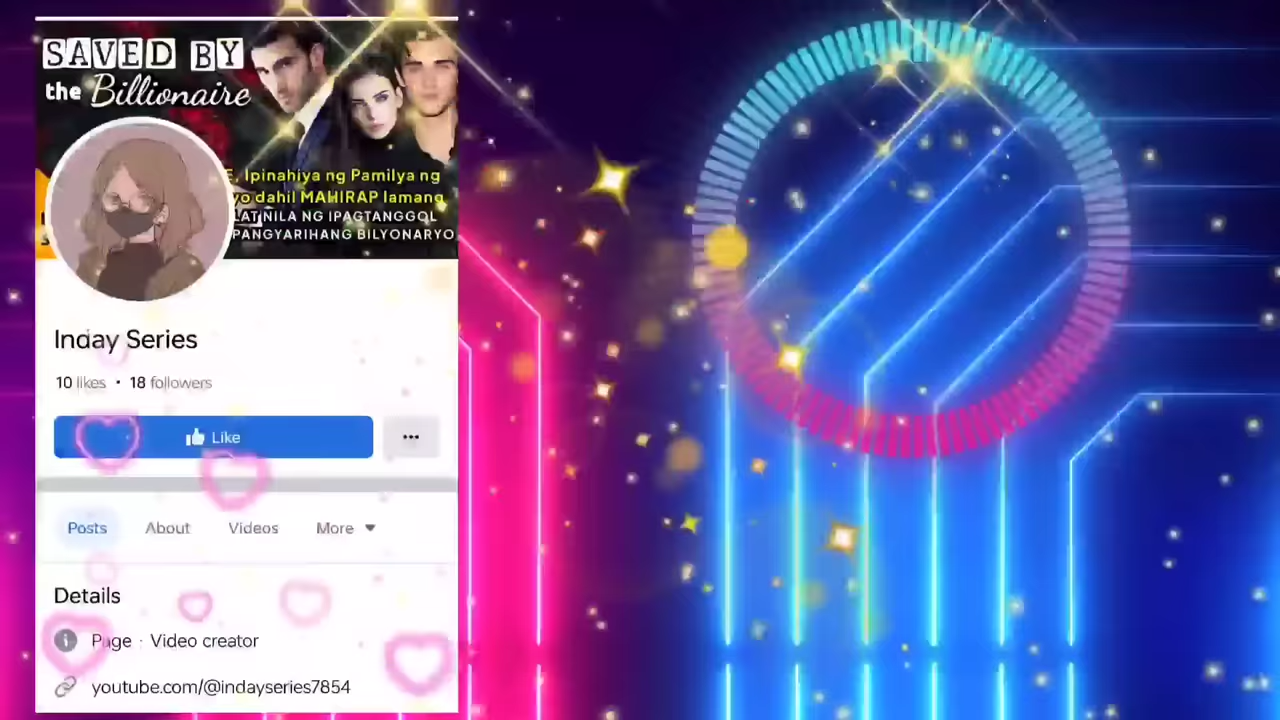 SAVED BY
the Billionaire
E, Ipinahiya ng Pamilya ng
yo dahil MAHIRAP lamang
NILA NG IPAGTANGGOL
PANGYARIHANG BILYONARYO
Inday Series
10 likes • 18 followers
Like
Posts About Videos More
Details
Page · Video creator
youtube.com/@indayseries7854